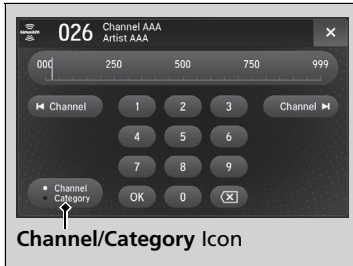 SiriusXM
026 Channel AAA
Artist AAA
000 250 500 750 999
Channel 1 2 3 Channel
4 5 6
7 8 9
Channel
Category OK 0
Channel/Category Icon